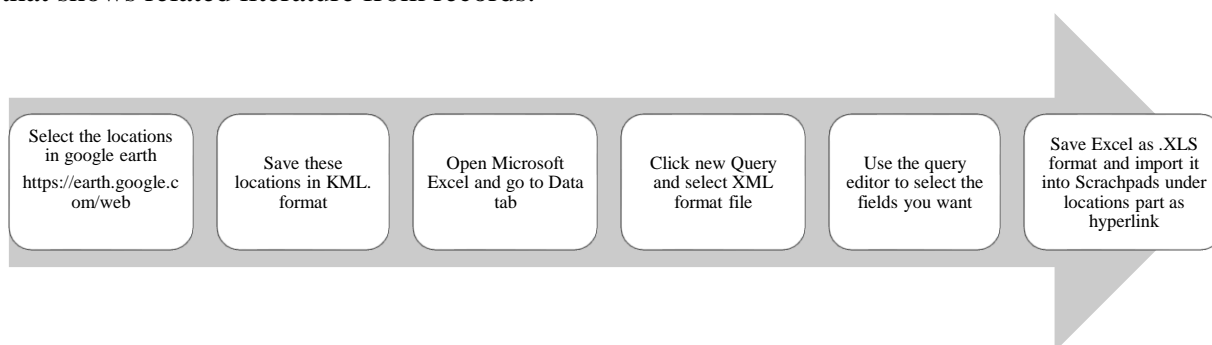 that shows related literature from records.
Select the locations
in google earth
https://earth.google.c
om/web
Save these
locations in KML.
format
Open Microsoft
Excel and go to Data
tab
Click new Query
and select XML
format file
Use the query
editor to select the
fields you want
Save Excel as .XLS
format and import it
into Scrachpads under
locations part as
hyperlink